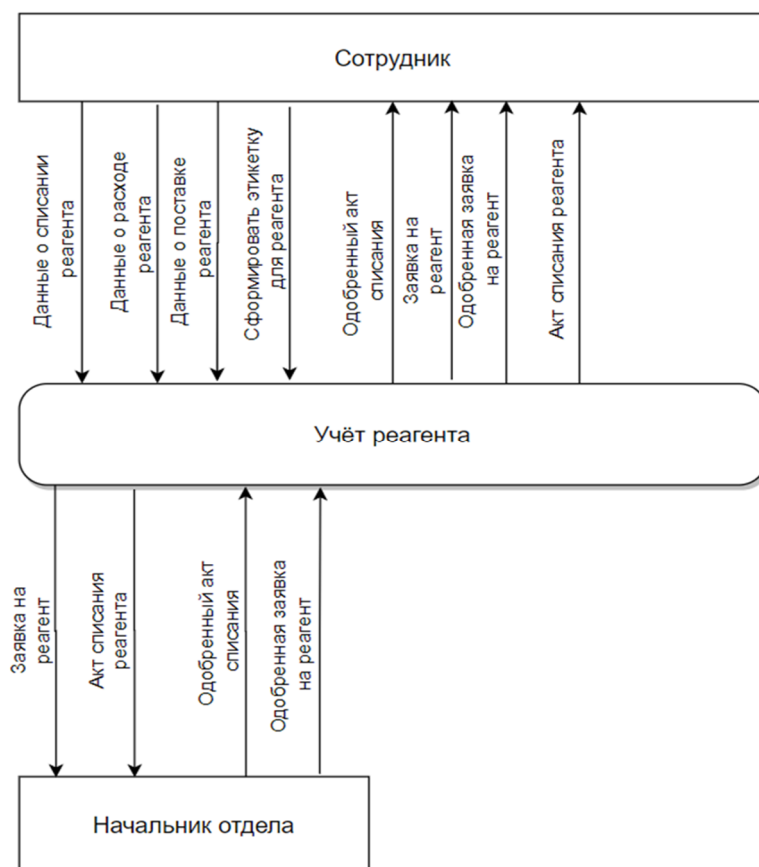 Сотрудник
Данные о списании
реагента
Данные о расходе
реагента
Данные о поставке
реагента
Сформировать этикетку
для реагента
Одобренный акт
списания
Заявка на
реагент
Одобренная заявка
на реагент
Акт списания реагента
Учёт реагента
Заявка на
реагент
Акт списания
реагента
Одобренный акт
списания
Одобренная заявка
на реагент
Начальник отдела